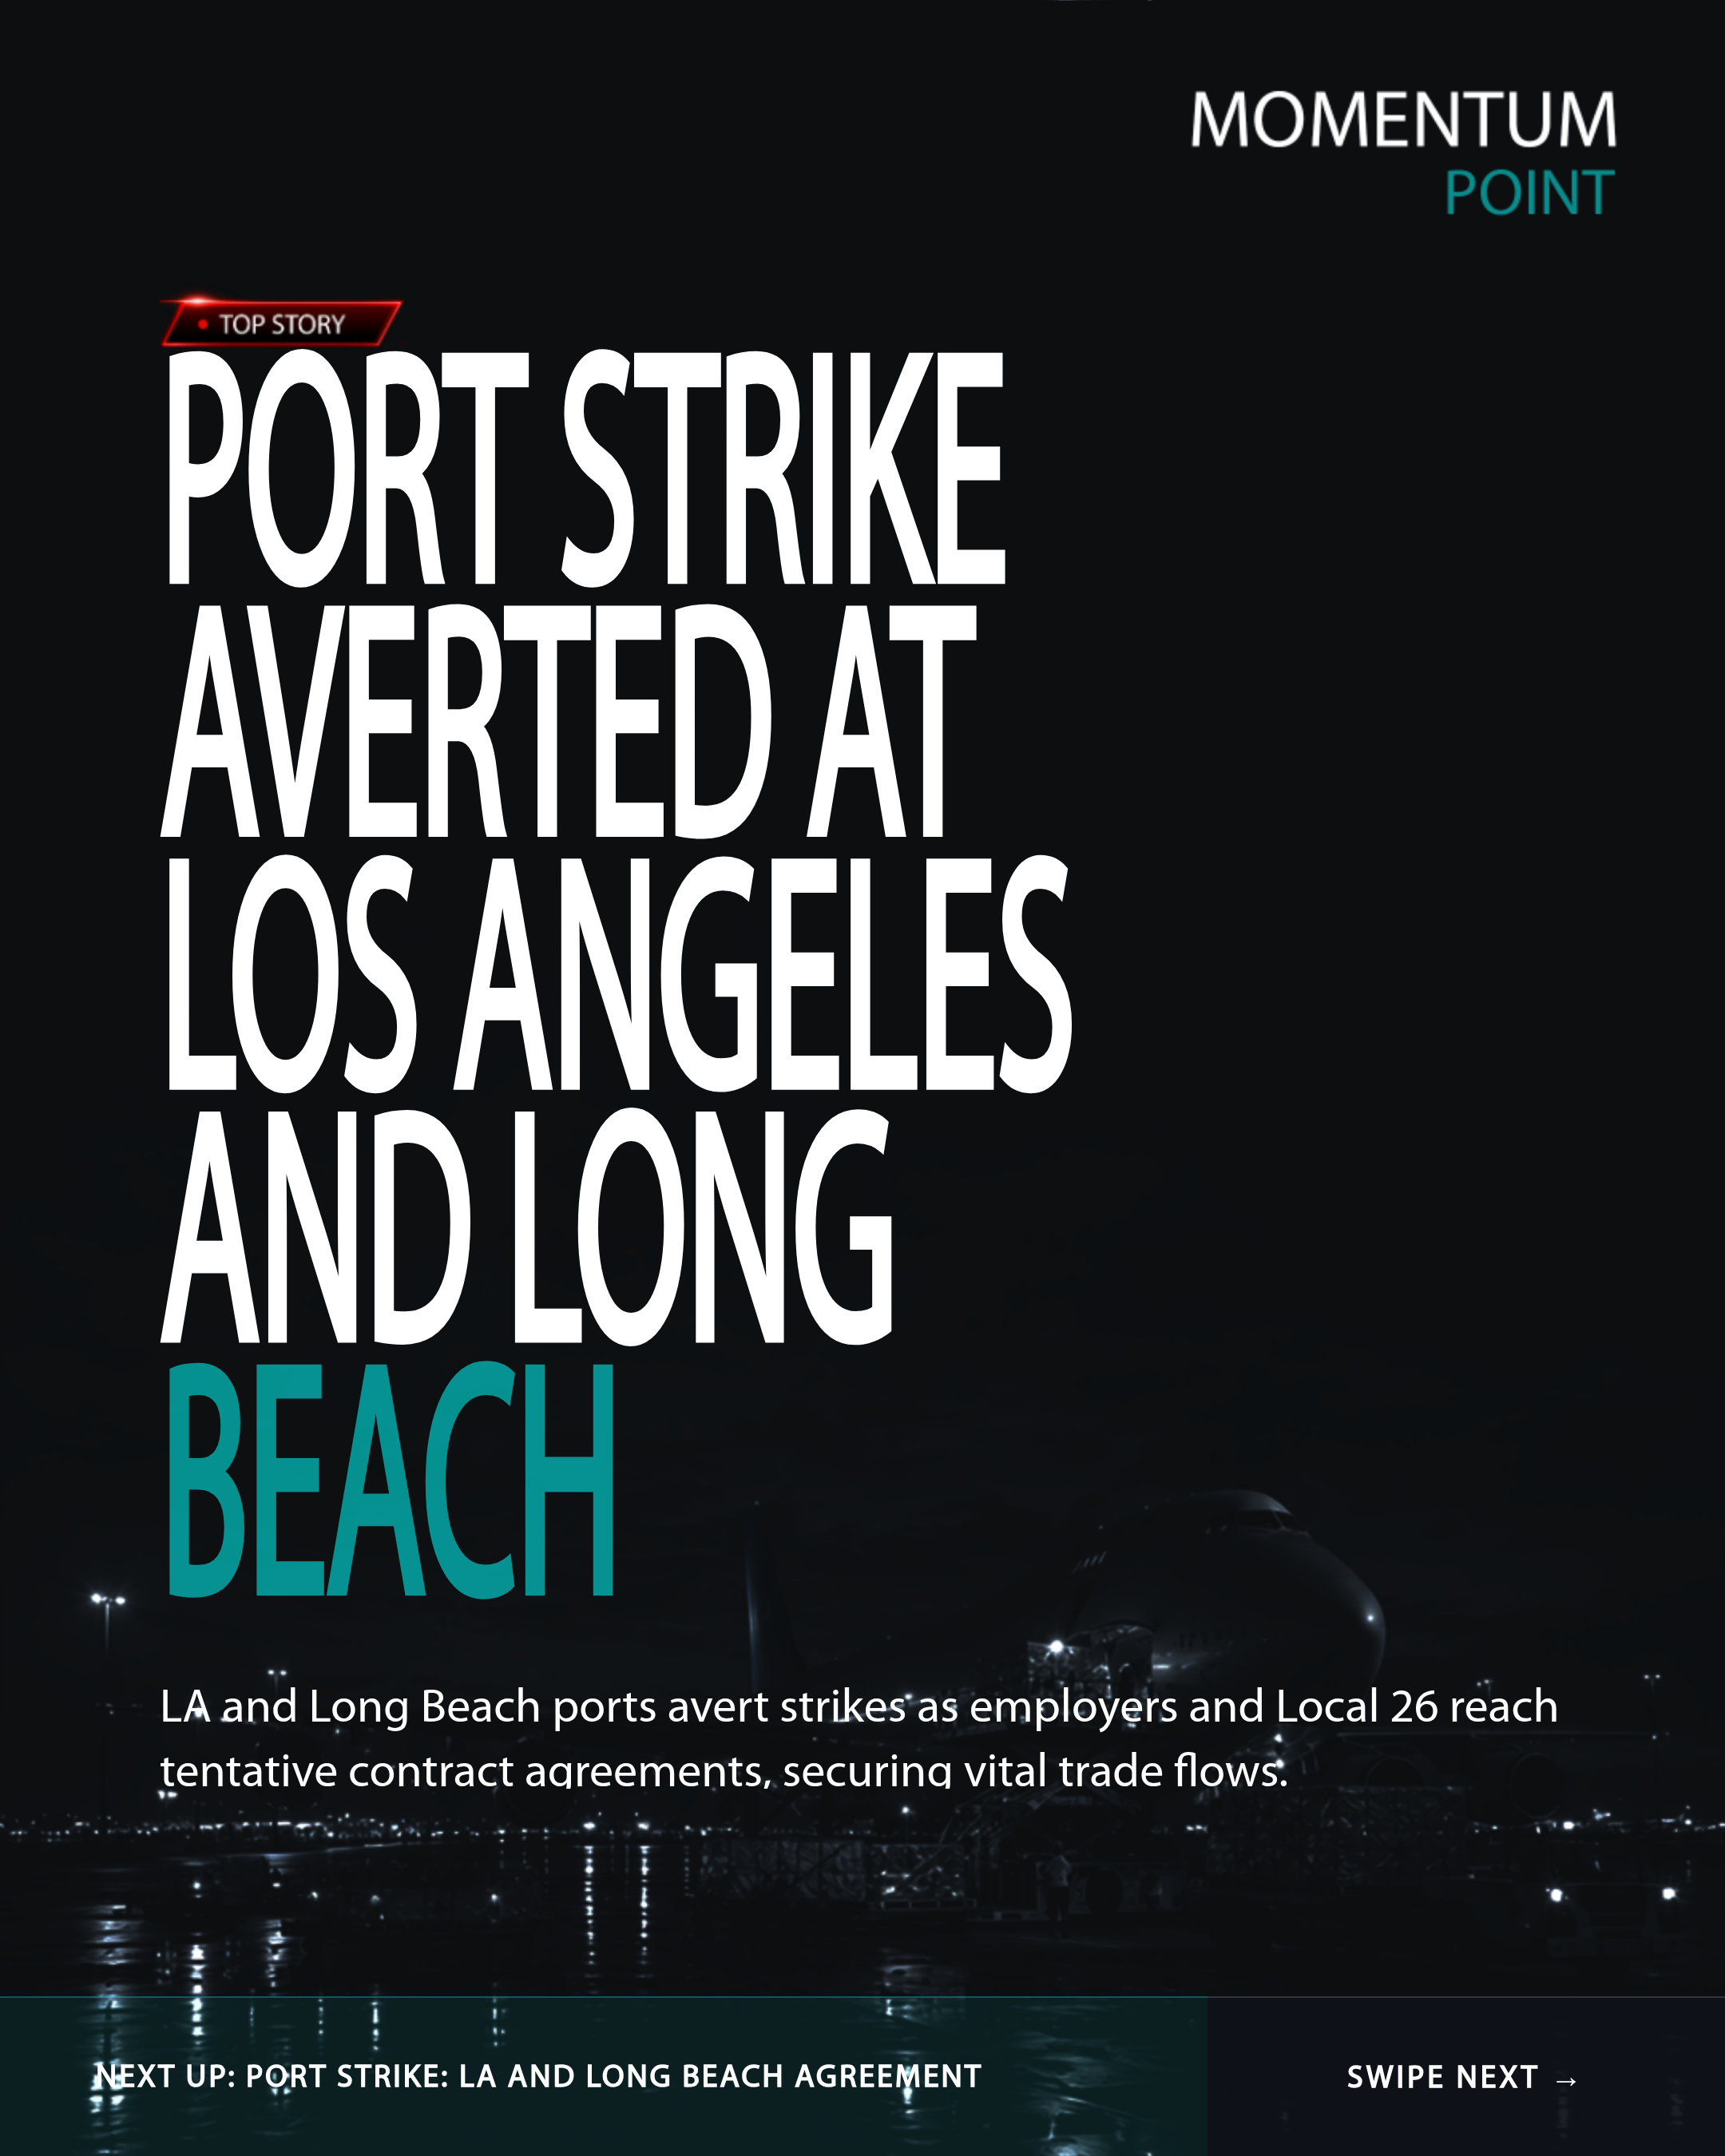 MOMENTUM
POINT
TOP STORY
PORT STRIKE
AVERTED AT
LOS ANGELES
AND LONG
BEACH
LA and Long Beach ports avert strikes as employers and Local 26 reach
tentative contract agreements, securing vital trade flows.
NEXT UP: PORT STRIKE: LA AND LONG BEACH AGREEMENT
SWIPE NEXT →